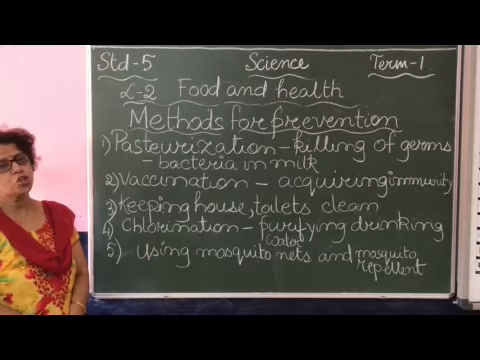 Std-5 Science Term-1.
L-2 Food and health
Methods for prevention
1) Pasteurization - killing of germs
- bacteria in milk
2) Vaccination - acquiring immunity
3) Keeping house, toilets clean
4) Chlorination - purifying drinking
water
5) Using mosquito nets and mosquito
repellent